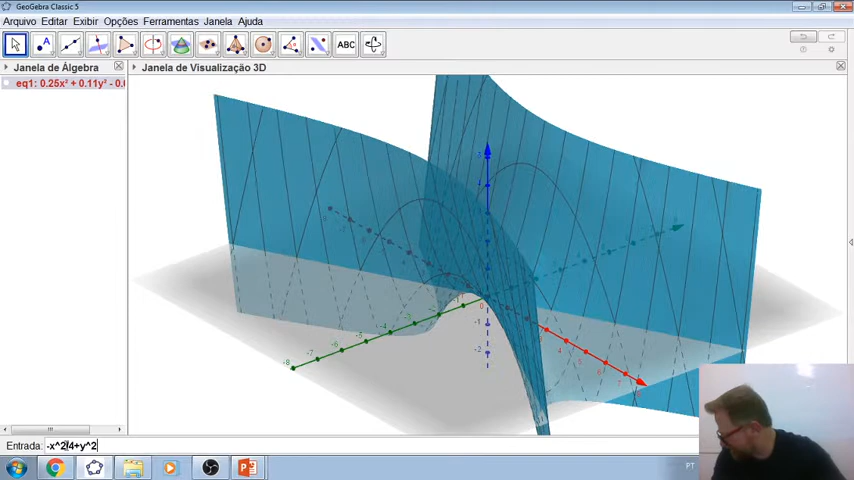 GeoGebra Classic 5
Arquivo Editar Exibir Opções Ferramentas Janela Ajuda
ABC
Janela de Álgebra
Janela de Visualização 3D
eq1: 0.25x² + 0.11y² - 0.
Entrada: -x^2/4+y^2
PT